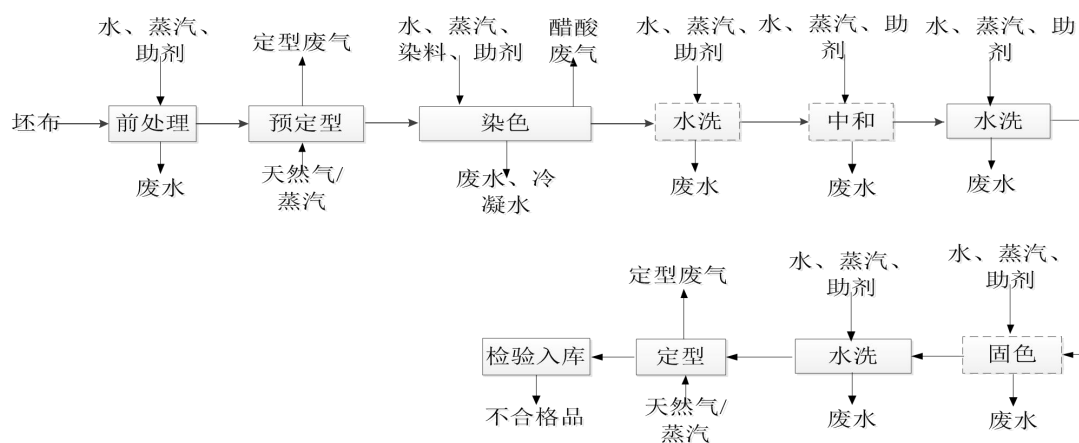 水、蒸汽、
助剂
定型废气
水、蒸汽、
染料、助剂
醋酸
废气
水、蒸汽、
助剂
水、蒸汽、助
剂
水、蒸汽、助
剂
坯布
前处理
预定型
染色
水洗
中和
水洗
废水
天然气/
蒸汽
废水、冷
凝水
废水
废水
废水
定型废气
水、蒸汽、
助剂
水、蒸汽、
助剂
检验入库
定型
水洗
固色
不合格品
天然气/
蒸汽
废水
废水